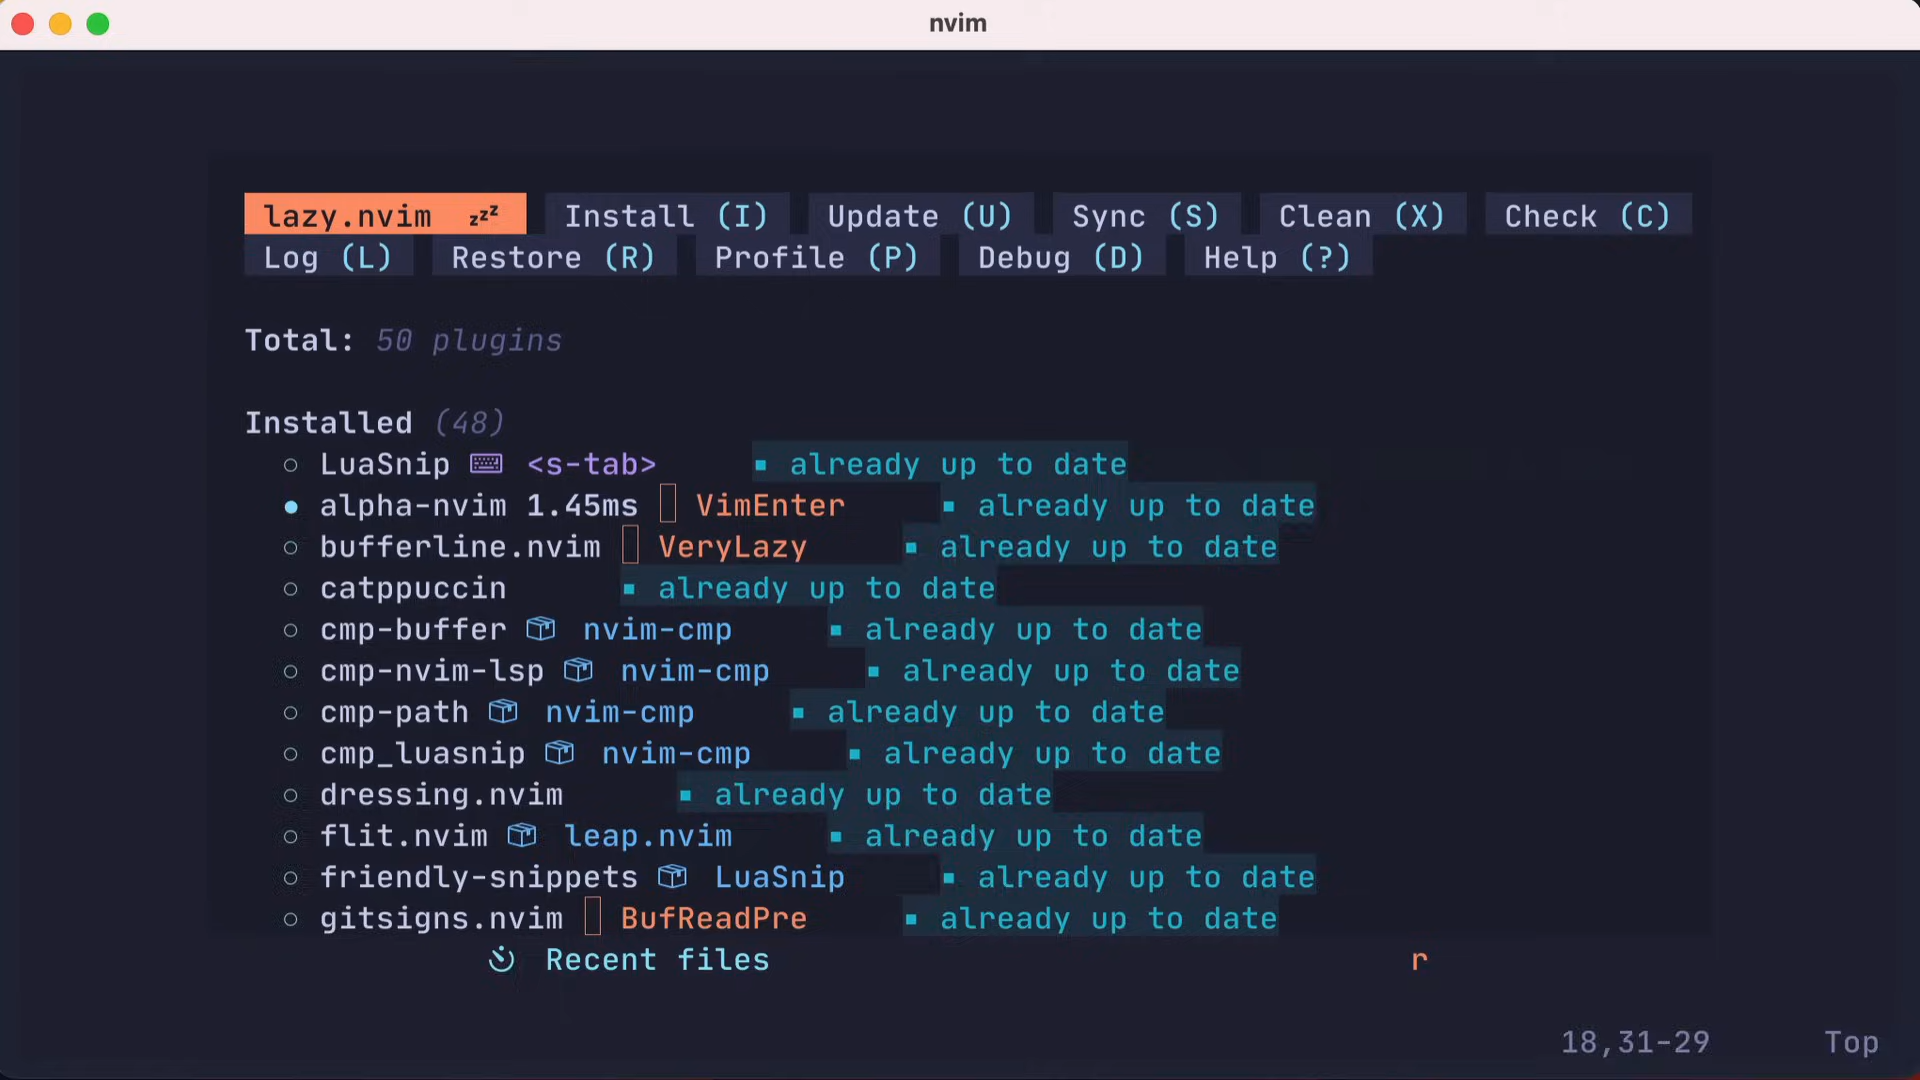 nvim
lazy.nvim zzz Install (I) Update (U) Sync (S) Clean (X) Check (C)
Log (L) Restore (R) Profile (P) Debug (D) Help (?)
Total: 50 plugins
Installed (48)
LuaSnip <s-tab> already up to date
alpha-nvim 1.45ms VimEnter already up to date
bufferline.nvim VeryLazy already up to date
catppuccin already up to date
cmp-buffer nvim-cmp already up to date
cmp-nvim-lsp nvim-cmp already up to date
cmp-path nvim-cmp already up to date
cmp_luasnip nvim-cmp already up to date
dressing.nvim already up to date
flit.nvim leap.nvim already up to date
friendly-snippets LuaSnip already up to date
gitsigns.nvim BufReadPre already up to date
Recent files r
18,31-29 Top